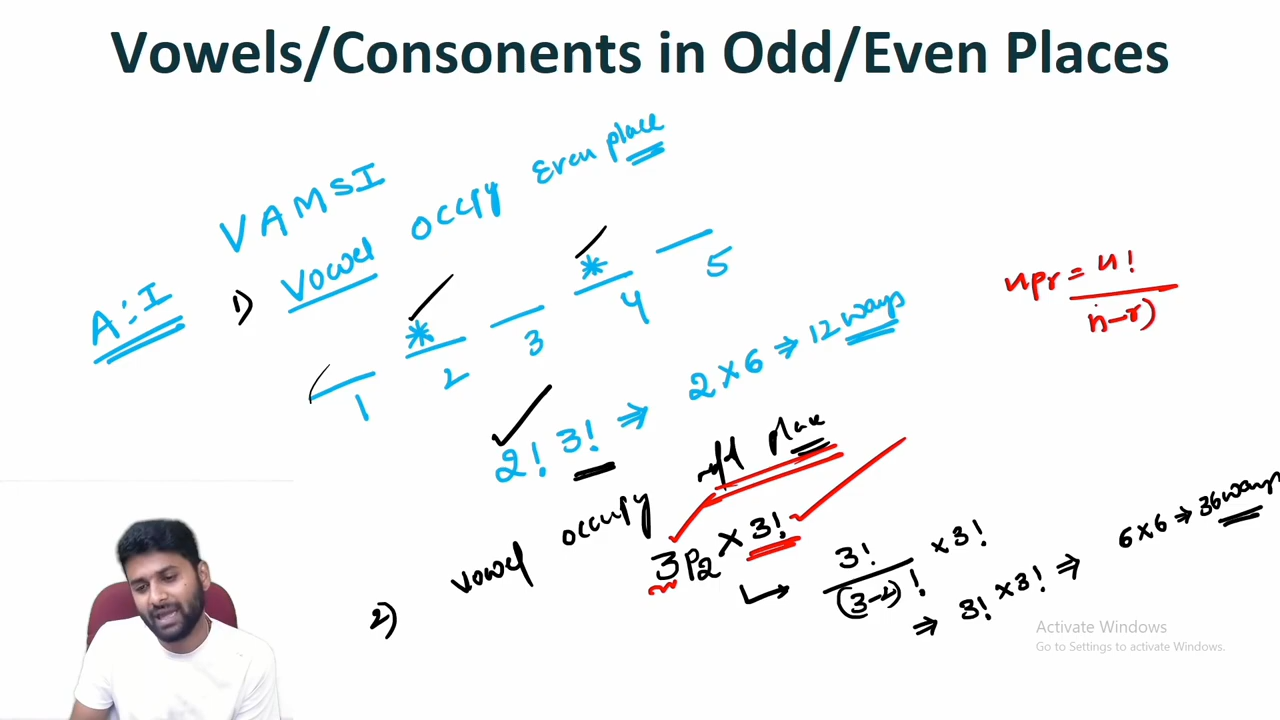 Vowels/Consonents in Odd/Even Places
VAMSI
A:I
1) Vowel occupy Even place
* *
1 2 3 4 5
2! 3! ⇒ 2×6 ⇒ 12 ways
npr = n!
n-r)
2) vowel occupy place
3P2 × 3!
↳ 3! × 3!
(3-2)!
⇒ 3! × 3! ⇒ 6×6 ⇒ 36 ways
Activate Windows
Go to Settings to activate Windows.